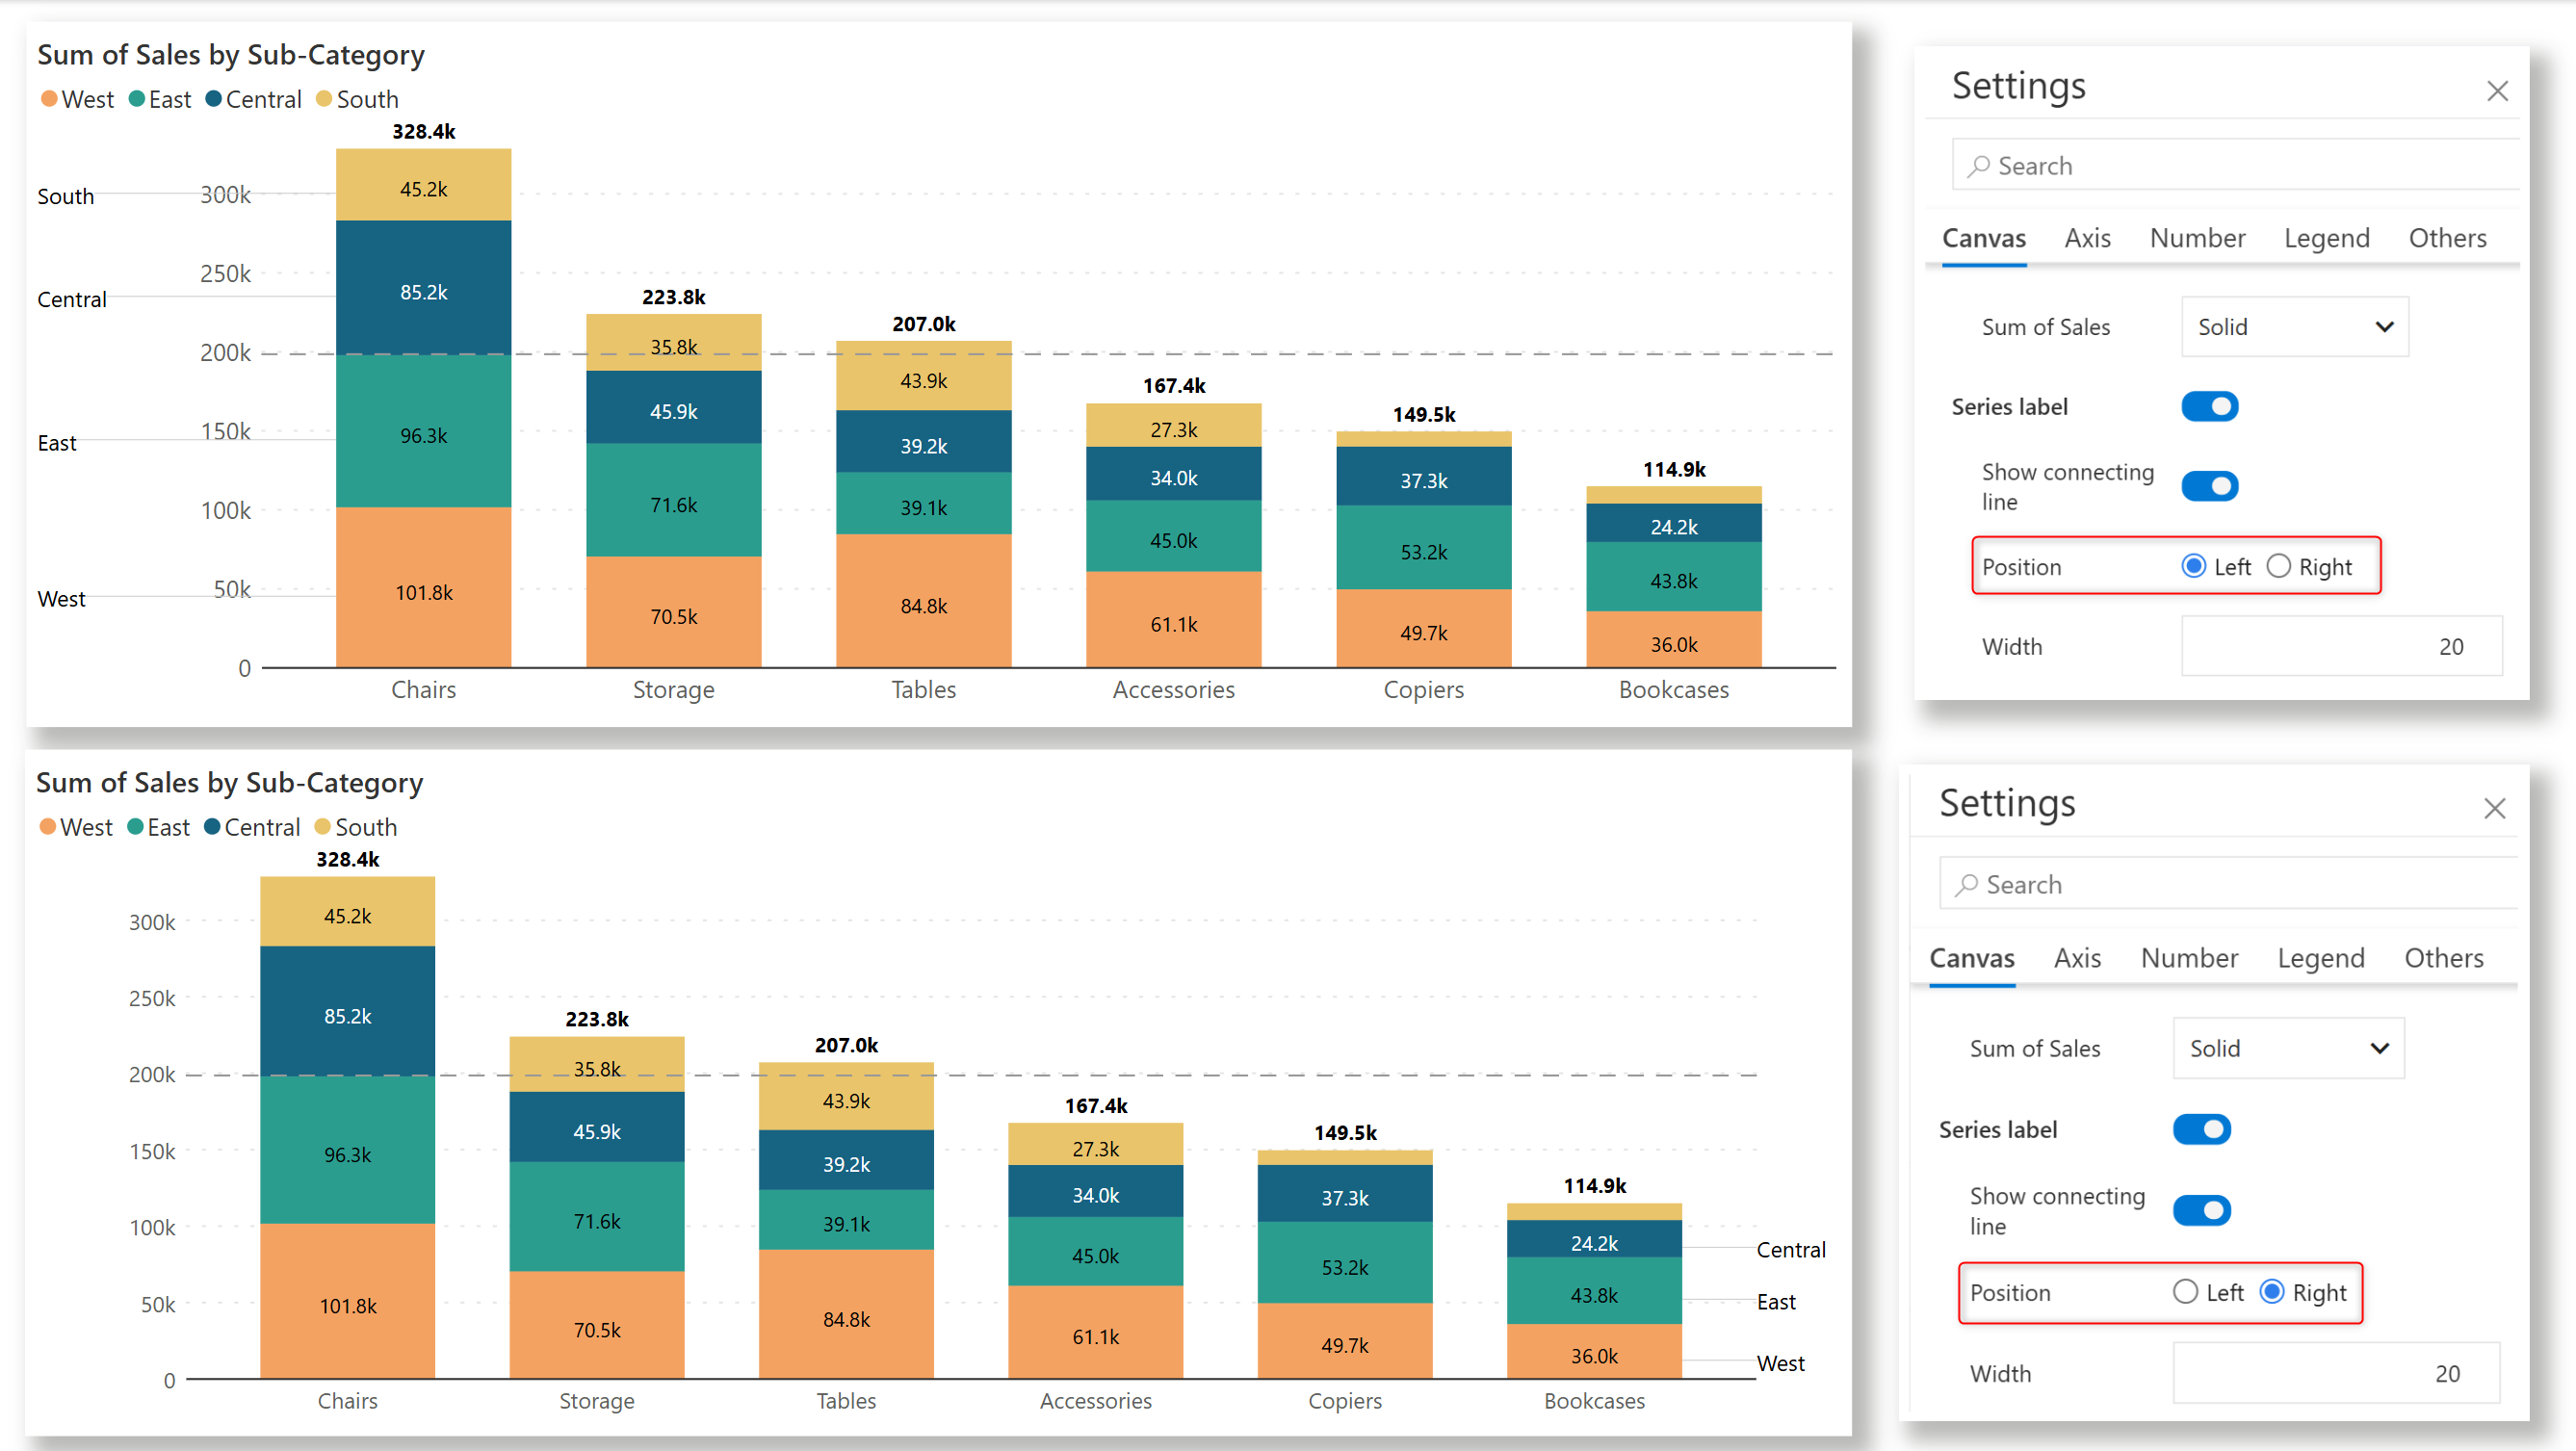 Sum of Sales by Sub-Category
West East Central South
328.4k
South 300k 45.2k
250k
Central 85.2k
223.8k
207.0k
200k 35.8k
43.9k
167.4k
45.9k
149.5k
East 150k 96.3k 39.2k 27.3k
114.9k
34.0k 37.3k
100k 71.6k 39.1k 24.2k
45.0k 53.2k
West 50k 101.8k 70.5k 84.8k 61.1k 49.7k 43.8k
36.0k
0
Chairs Storage Tables Accessories Copiers Bookcases
Settings
Search
Canvas Axis Number Legend Others
Sum of Sales Solid
Series label
Show connecting
line
Position Left Right
Width 20
Sum of Sales by Sub-Category
West East Central South
328.4k
300k 45.2k
250k
85.2k
223.8k
207.0k
200k 35.8k
43.9k
167.4k
45.9k
149.5k
150k 96.3k 39.2k 27.3k
114.9k
34.0k 37.3k
100k 71.6k 39.1k 24.2k Central
45.0k 53.2k
50k 101.8k 70.5k 84.8k 61.1k 49.7k 43.8k East
36.0k West
0
Chairs Storage Tables Accessories Copiers Bookcases
Settings
Search
Canvas Axis Number Legend Others
Sum of Sales Solid
Series label
Show connecting
line
Position Left Right
Width 20